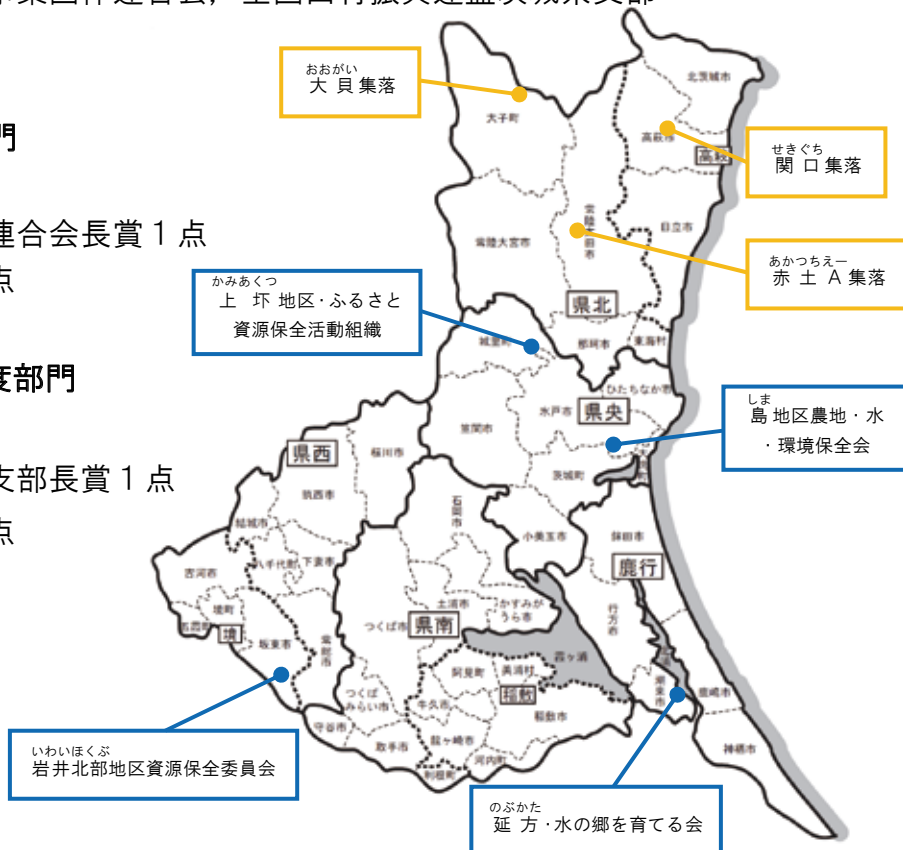 業団体連合会，全国
門
連合会長賞１点
点
度部門
支部長賞１点
点
おおがい
大貝集落
せきぐち
関口集落
あかつちえー
赤土Ａ集落
かみあくつ
上圷地区・ふるさと
資源保全活動組織
しま
島地区農地・水
・環境保全会
いわいほくぶ
岩井北部地区資源保全委員会
のぶかた
延方・水の郷を育てる会
北茨城市
大子町
高萩市
高萩
常陸太田市
日立市
常陸大宮市
県北
城里町
那珂市
東海村
ひたちなか市
水戸市
県央
笠間市
茨城町
県西
桜川市
筑西市
石岡市
小美玉市
鉾田市
結城市
八千代町
下妻市
鹿行
古河市
境町
五霞町
境
坂東市
常総市
つくば市
土浦市
かすみが
うら市
県南
行方市
霞ヶ浦
阿見町
美浦村
稲敷
潮来市
鹿嶋市
つくば
みらい市
牛久市
稲敷市
守谷市
取手市
龍ヶ崎市
河内町
利根町
神栖市